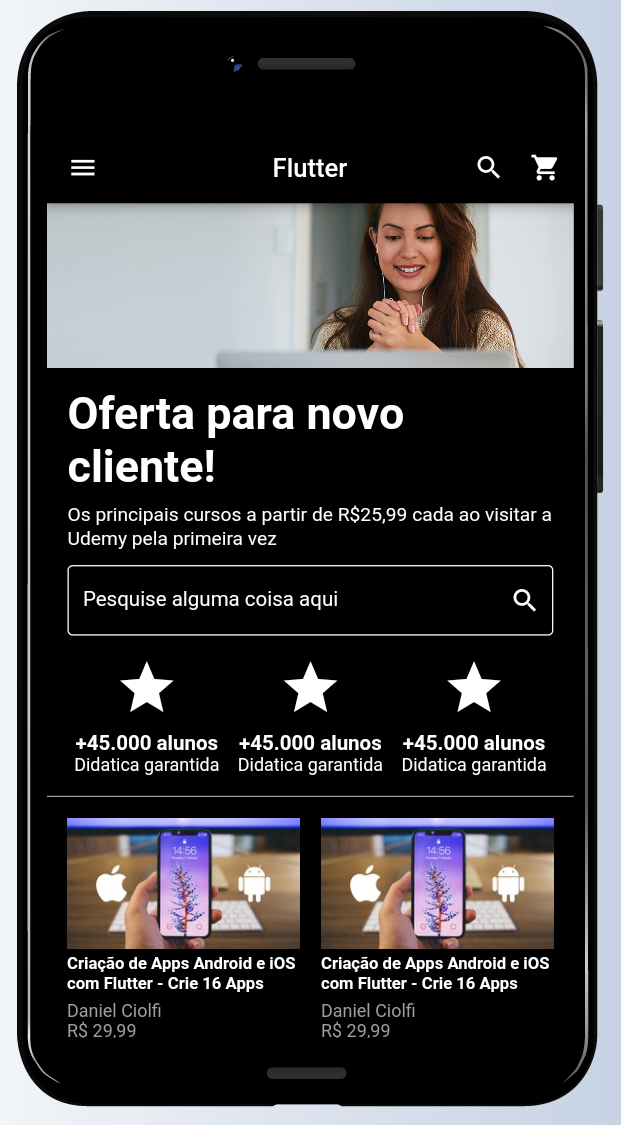 Flutter
Oferta para novo
cliente!
Os principais cursos a partir de R$25,99 cada ao visitar a
Udemy pela primeira vez
Pesquise alguma coisa aqui
+45.000 alunos +45.000 alunos +45.000 alunos
Didatica garantida Didatica garantida Didatica garantida
14:56 14:56
Criação de Apps Android e iOS
com Flutter - Crie 16 Apps
Daniel Ciolfi
R$ 29,99
Criação de Apps Android e iOS
com Flutter - Crie 16 Apps
Daniel Ciolfi
R$ 29,99